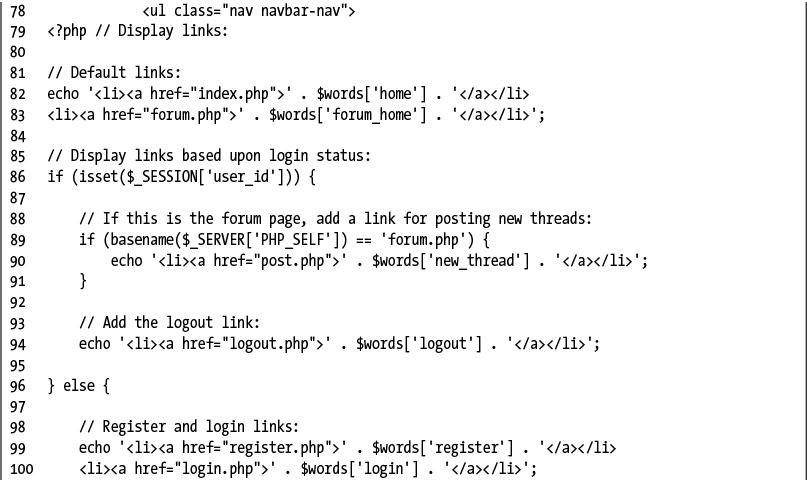 78              <ul class="nav navbar-nav">
79  <?php // Display links:
80
81  // Default links:
82  echo '<li><a href="index.php">' . $words['home'] . '</a></li>
83  <li><a href="forum.php">' . $words['forum_home'] . '</a></li>';
84
85  // Display links based upon login status:
86  if (isset($_SESSION['user_id'])) {
87
88      // If this is the forum page, add a link for posting new threads:
89      if (basename($_SERVER['PHP_SELF']) == 'forum.php') {
90          echo '<li><a href="post.php">' . $words['new_thread'] . '</a></li>';
91      }
92
93      // Add the logout link:
94      echo '<li><a href="logout.php">' . $words['logout'] . '</a></li>';
95
96  } else {
97
98      // Register and login links:
99      echo '<li><a href="register.php">' . $words['register'] . '</a></li>
100     <li><a href="login.php">' . $words['login'] . '</a></li>';